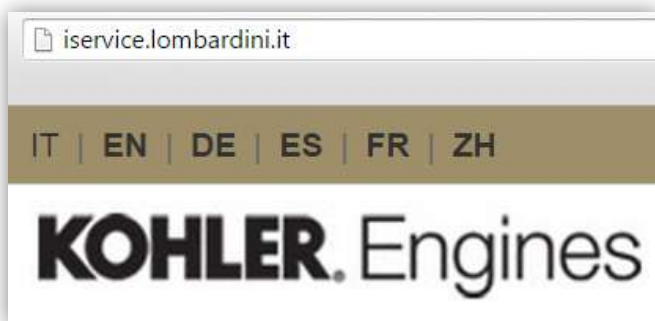 iservice.lombardini.it
IT | EN | DE | ES | FR | ZH
KOHLER. Engines